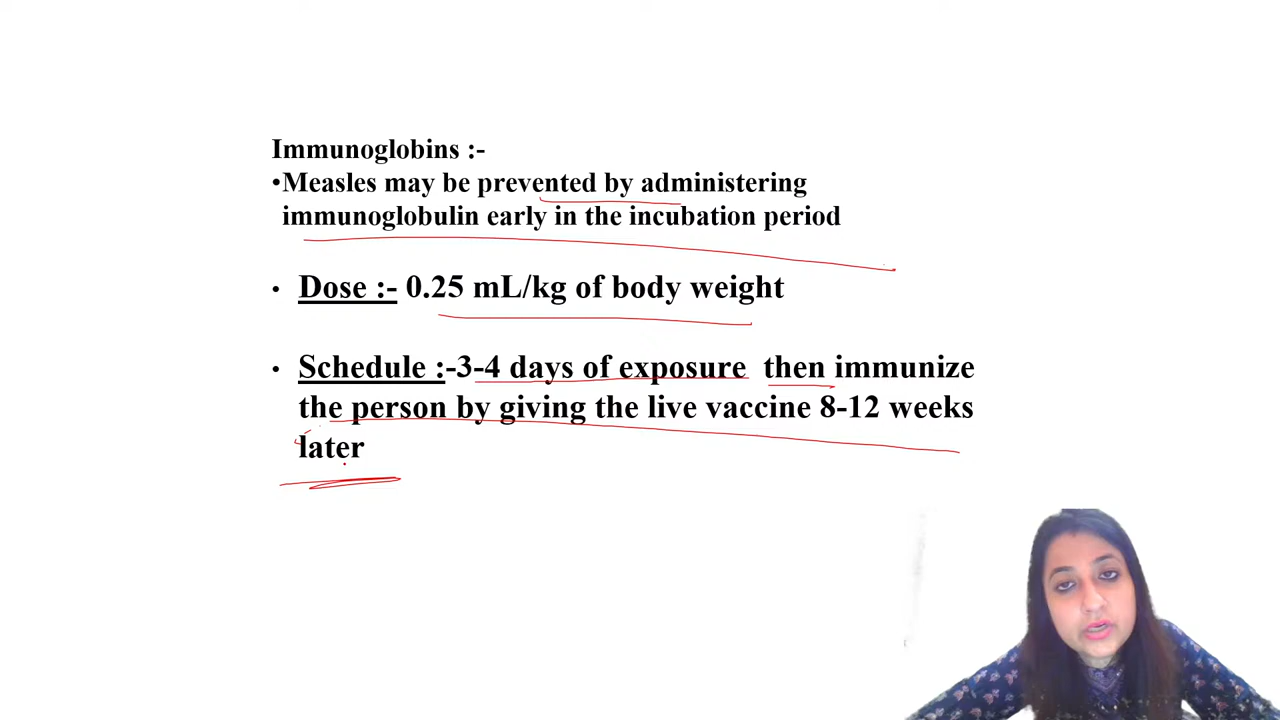 Immunoglobins :-
•Measles may be prevented by administering
immunoglobulin early in the incubation period
• Dose :- 0.25 mL/kg of body weight
• Schedule :-3-4 days of exposure then immunize
the person by giving the live vaccine 8-12 weeks
later